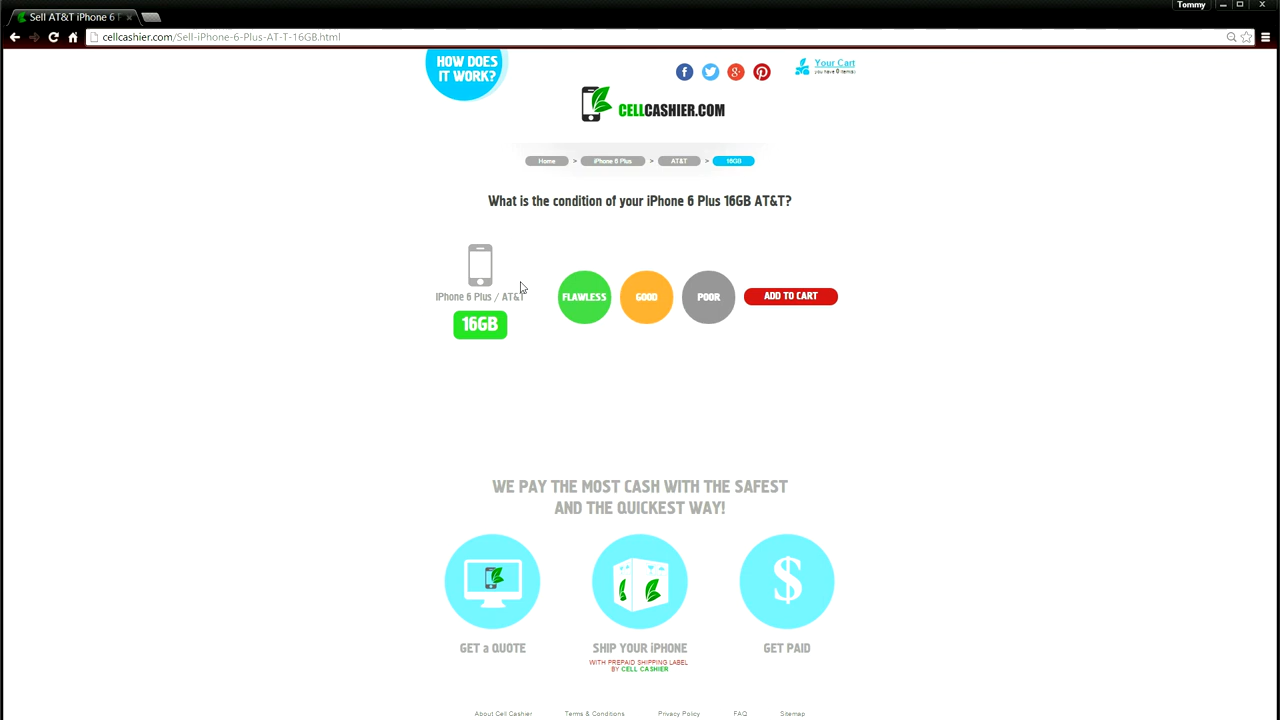 Tommy
Sell AT&T iPhone 6 P
cellcashier.com/Sell-iPhone-6-Plus-AT-T-16GB.html
HOW DOES
IT WORK?
Your Cart
you have 0 item(s)
CELLCASHIER.COM
Home > iPhone 6 Plus > AT&T > 16GB
What is the condition of your iPhone 6 Plus 16GB AT&T?
iPhone 6 Plus / AT&T
16GB
FLAWLESS
GOOD
POOR
ADD TO CART
WE PAY THE MOST CASH WITH THE SAFEST
AND THE QUICKEST WAY!
GET a QUOTE
SHIP YOUR iPHONE
WITH PREPAID SHIPPING LABEL
BY CELL CASHIER
GET PAID
About Cell Cashier Terms & Conditions Privacy Policy FAQ Sitemap